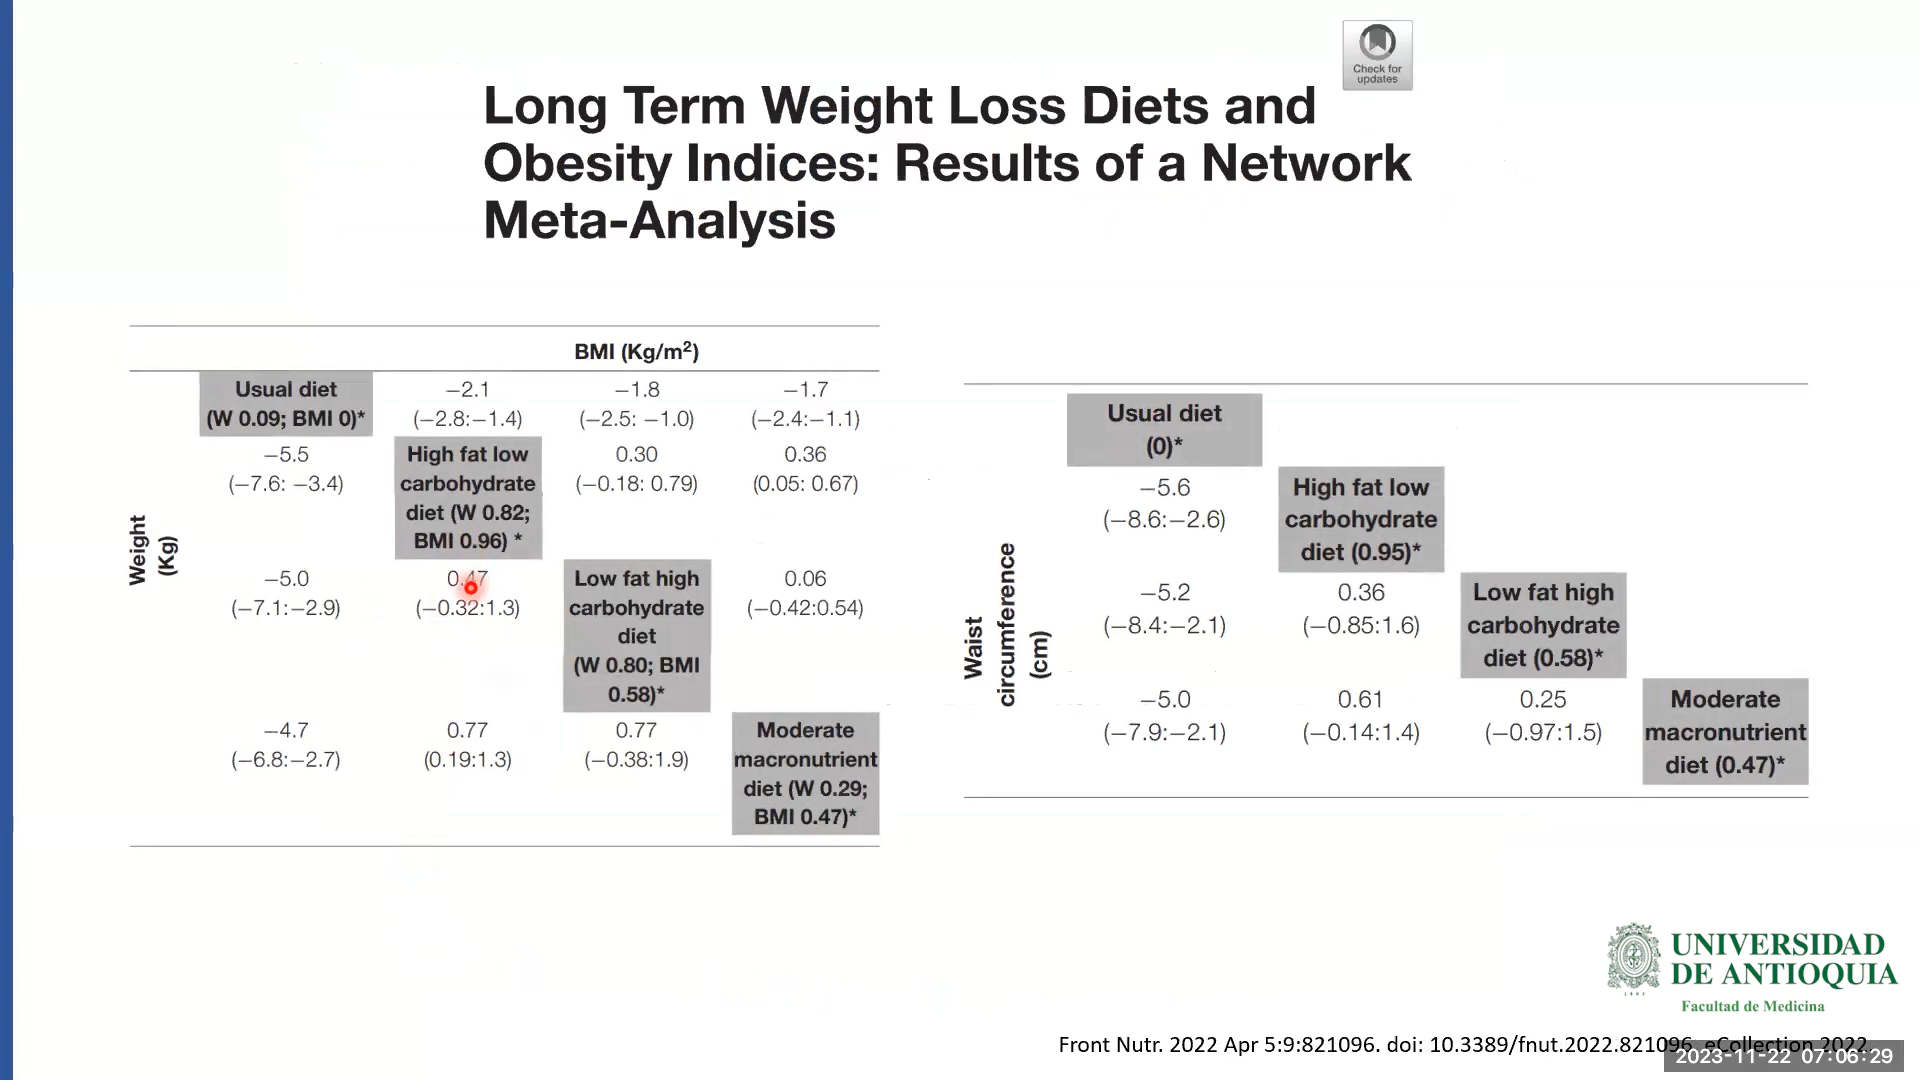 Check for
updates
Long Term Weight Loss Diets and
Obesity Indices: Results of a Network
Meta-Analysis
BMI (Kg/m²)
Weight
(Kg)
Usual diet
(W 0.09; BMI 0)*
−2.1
(−2.8:−1.4)
−1.8
(−2.5: −1.0)
−1.7
(−2.4:−1.1)
−5.5
(−7.6: −3.4)
High fat low
carbohydrate
diet (W 0.82;
BMI 0.96) *
0.30
(−0.18: 0.79)
0.36
(0.05: 0.67)
−5.0
(−7.1:−2.9)
0.47
(−0.32:1.3)
Low fat high
carbohydrate
diet
(W 0.80; BMI
0.58)*
0.06
(−0.42:0.54)
−4.7
(−6.8:−2.7)
0.77
(0.19:1.3)
0.77
(−0.38:1.9)
Moderate
macronutrient
diet (W 0.29;
BMI 0.47)*
Waist
circumference
(cm)
Usual diet
(0)*
−5.6
(−8.6:−2.6)
High fat low
carbohydrate
diet (0.95)*
−5.2
(−8.4:−2.1)
0.36
(−0.85:1.6)
Low fat high
carbohydrate
diet (0.58)*
−5.0
(−7.9:−2.1)
0.61
(−0.14:1.4)
0.25
(−0.97:1.5)
Moderate
macronutrient
diet (0.47)*
UNIVERSIDAD
DE ANTIOQUIA
1803
Facultad de Medicina
Front Nutr. 2022 Apr 5:9:821096. doi: 10.3389/fnut.2022.821096. eCollection 2022.
2023-11-22 07:06:29